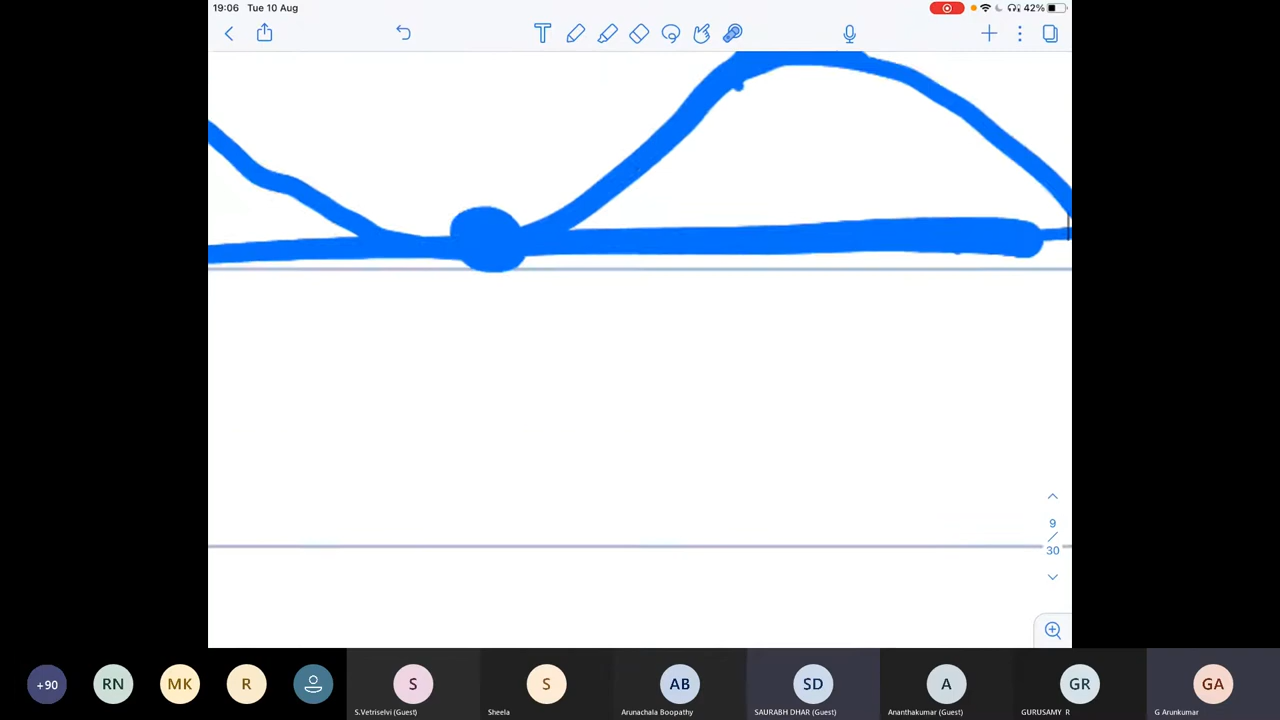 19:06 Tue 10 Aug
42%
T
9
/
30
+90
RN
MK
R
S
S.Vetriselvi (Guest)
S
Sheela
AB
Arunachala Boopathy
SD
SAURABH DHAR (Guest)
A
Ananthakumar (Guest)
GR
GURUSAMY R
GA
G Arunkumar